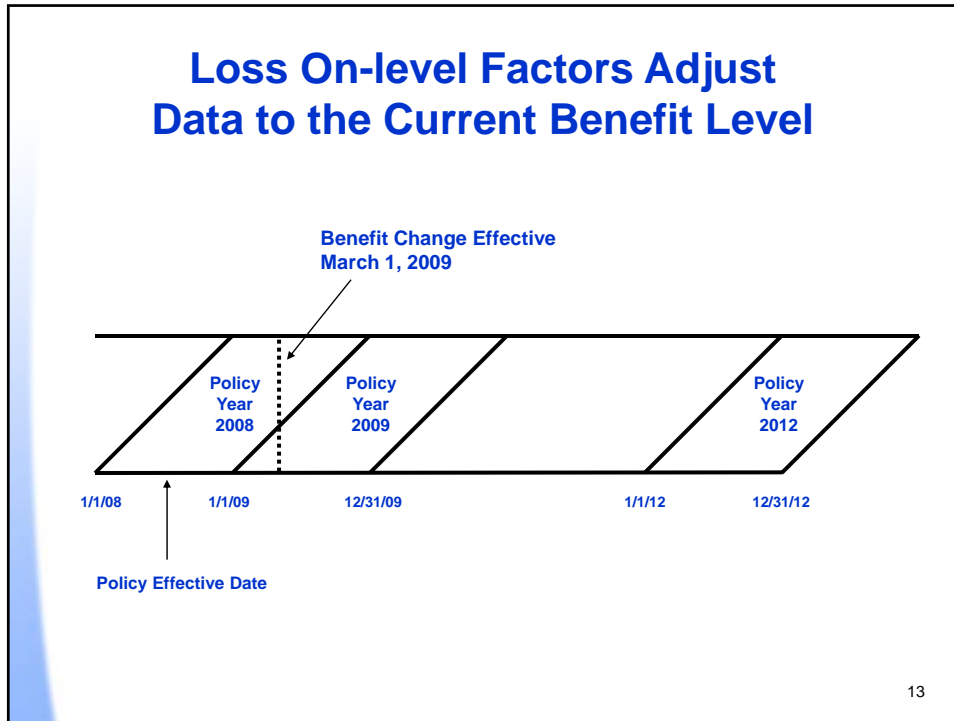 Loss On-level Factors Adjust
Data to the Current Benefit Level
Benefit Change Effective
March 1, 2009
Policy
Year
2008
Policy
Year
2009
Policy
Year
2012
1/1/08
1/1/09
12/31/09
1/1/12
12/31/12
Policy Effective Date
13